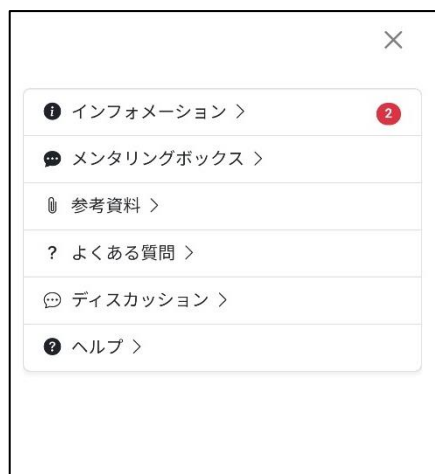 インフォメーション 2
メンタリングボックス
参考資料
? よくある質問
ディスカッション
ヘルプ